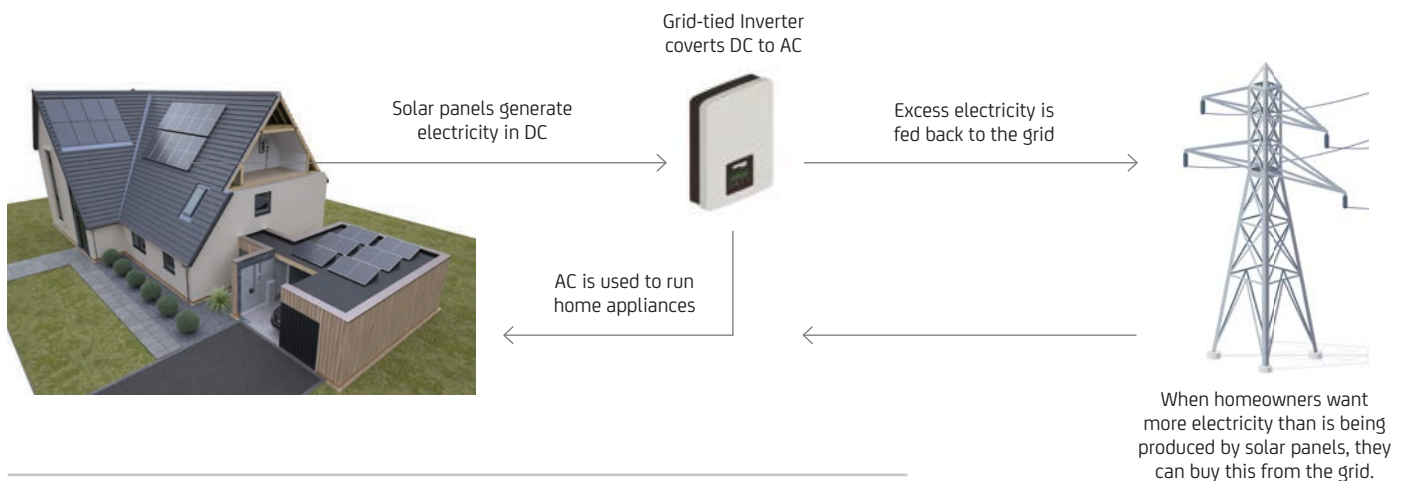 Grid-tied Inverter
coverts DC to AC
Solar panels generate
electricity in DC
Excess electricity is
fed back to the grid
AC is used to run
home appliances
When homeowners want
more electricity than is being
produced by solar panels, they
can buy this from the grid.